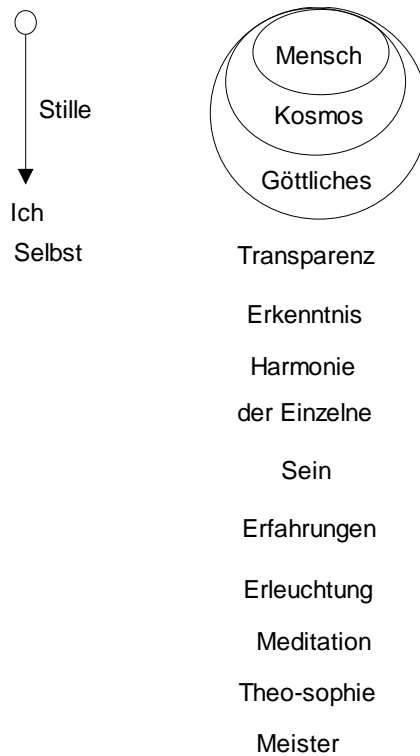 Stille
Ich
Selbst
Mensch
Kosmos
Göttliches
Transparenz
Erkenntnis
Harmonie
der Einzelne
Sein
Erfahrungen
Erleuchtung
Meditation
Theo-sophie
Meister